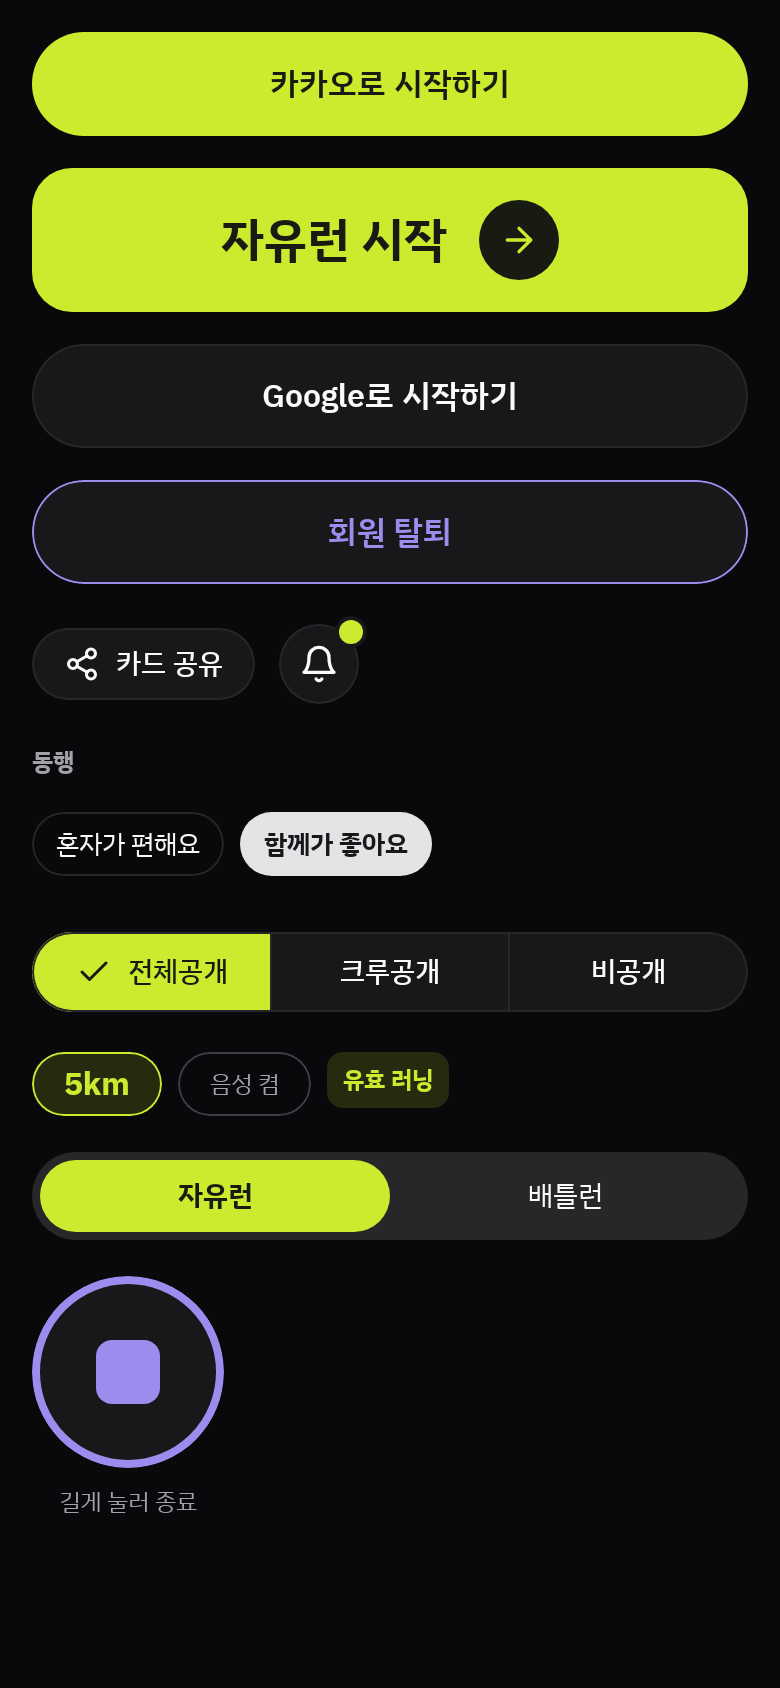 카카오로 시작하기
자유런 시작
Google로 시작하기
회원 탈퇴
카드 공유
동행
혼자가 편해요 함께가 좋아요
전체공개 크루공개 비공개
5km 음성 켬 유효 러닝
자유런 배틀런
길게 눌러 종료